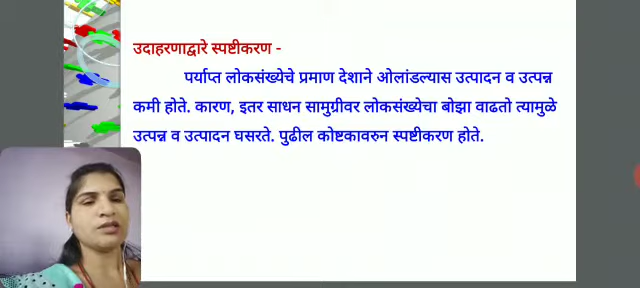 उदाहरणाद्वारे स्पष्टीकरण -
पर्याप्त लोकसंख्येचे प्रमाण देशाने ओलांडल्यास उत्पादन व उत्पन्न
कमी होते. कारण, इतर साधन सामुग्रीवर लोकसंख्येचा बोझा वाढतो त्यामुळे
उत्पन्न व उत्पादन घसरते. पुढील कोष्टकावरुन स्पष्टीकरण होते.